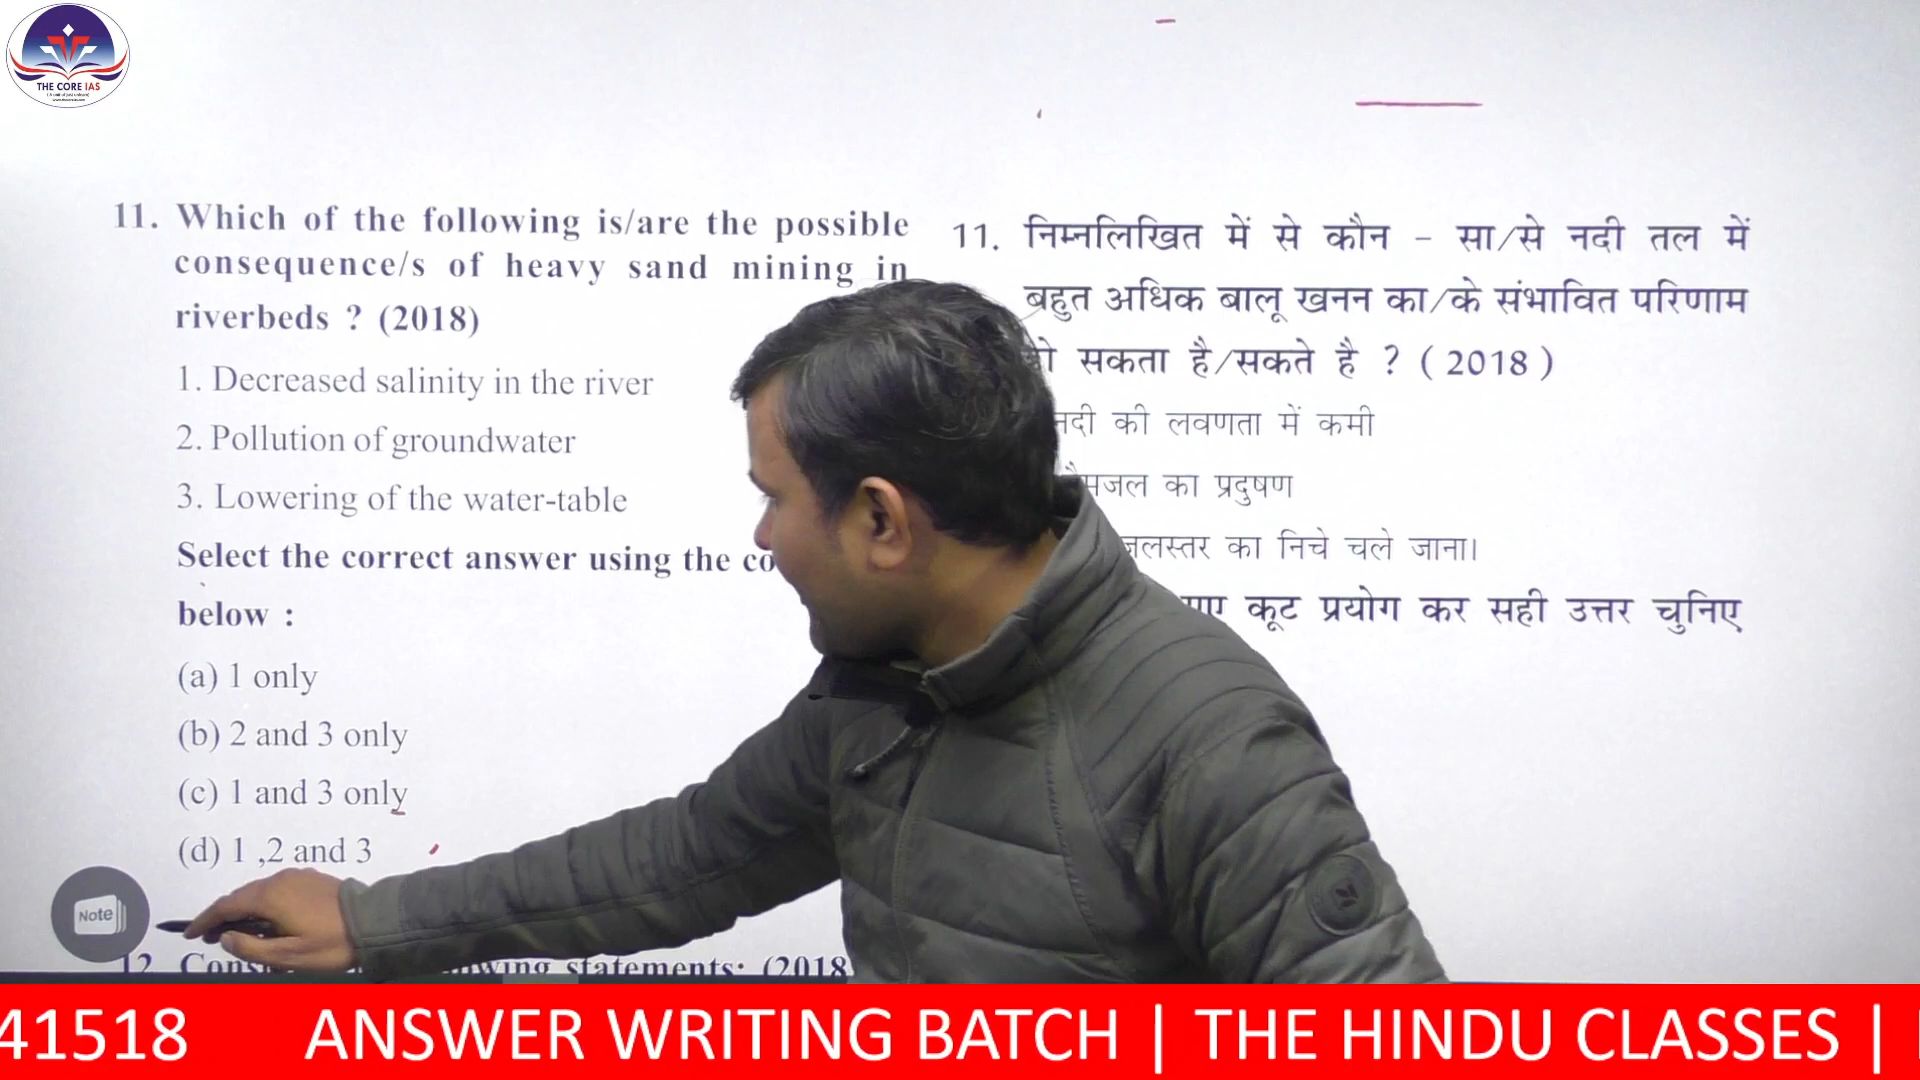 THE CORE IAS
11. Which of the following is/are the possible
consequence/s of heavy sand mining in
riverbeds ? (2018)
1. Decreased salinity in the river
2. Pollution of groundwater
3. Lowering of the water-table
Select the correct answer using the co
below :
(a) 1 only
(b) 2 and 3 only
(c) 1 and 3 only
(d) 1 ,2 and 3
Note
12. statements: (2018
11. निम्नलिखित में से कौन – सा/से नदी तल में
बहुत अधिक बालू खनन का/के संभावित परिणाम
सकता है/सकते है ? ( 2018 )
नदी की लवणता में कमी
का प्रदुषण
जलस्तर का निचे चले जाना।
कूट प्रयोग कर सही उत्तर चुनिए
41518 ANSWER WRITING BATCH | THE HINDU CLASSES |